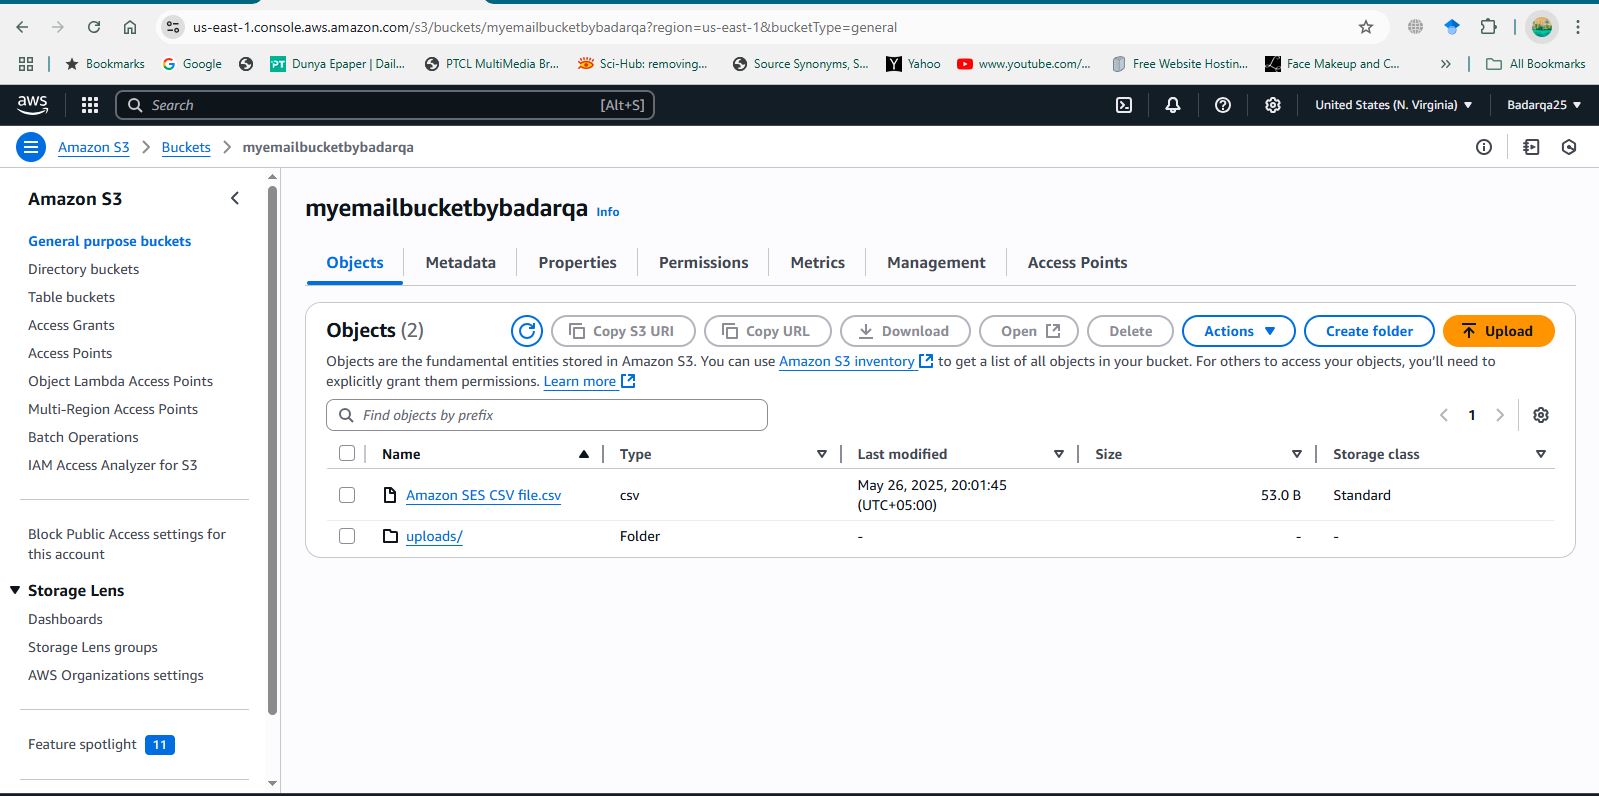 us-east-1.console.aws.amazon.com/s3/buckets/myemailbucketbybadarqa?region=us-east-1&bucketType=general
Bookmarks Google Dunya Epaper | Dail... PTCL MultiMedia Br... Sci-Hub: removing... Source Synonyms, S... Yahoo www.youtube.com/... Free Website Hostin... Face Makeup and C... » All Bookmarks
aws Search [Alt+S] United States (N. Virginia) Badarqa25
Amazon S3 Buckets myemailbucketbybadarqa
Amazon S3
General purpose buckets
Directory buckets
Table buckets
Access Grants
Access Points
Object Lambda Access Points
Multi-Region Access Points
Batch Operations
IAM Access Analyzer for S3
Block Public Access settings for
this account
Storage Lens
Dashboards
Storage Lens groups
AWS Organizations settings
Feature spotlight 11
myemailbucketbybadarqa Info
Objects Metadata Properties Permissions Metrics Management Access Points
Objects (2) Copy S3 URI Copy URL Download Open Delete Actions Create folder Upload
Objects are the fundamental entities stored in Amazon S3. You can use Amazon S3 inventory to get a list of all objects in your bucket. For others to access your objects, you'll need to
explicitly grant them permissions. Learn more
Find objects by prefix 1
Name Type Last modified Size Storage class
Amazon SES CSV file.csv csv May 26, 2025, 20:01:45 53.0 B Standard
(UTC+05:00)
uploads/ Folder - - -